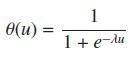 θ(u) = 1 / (1 + e^{-λu})